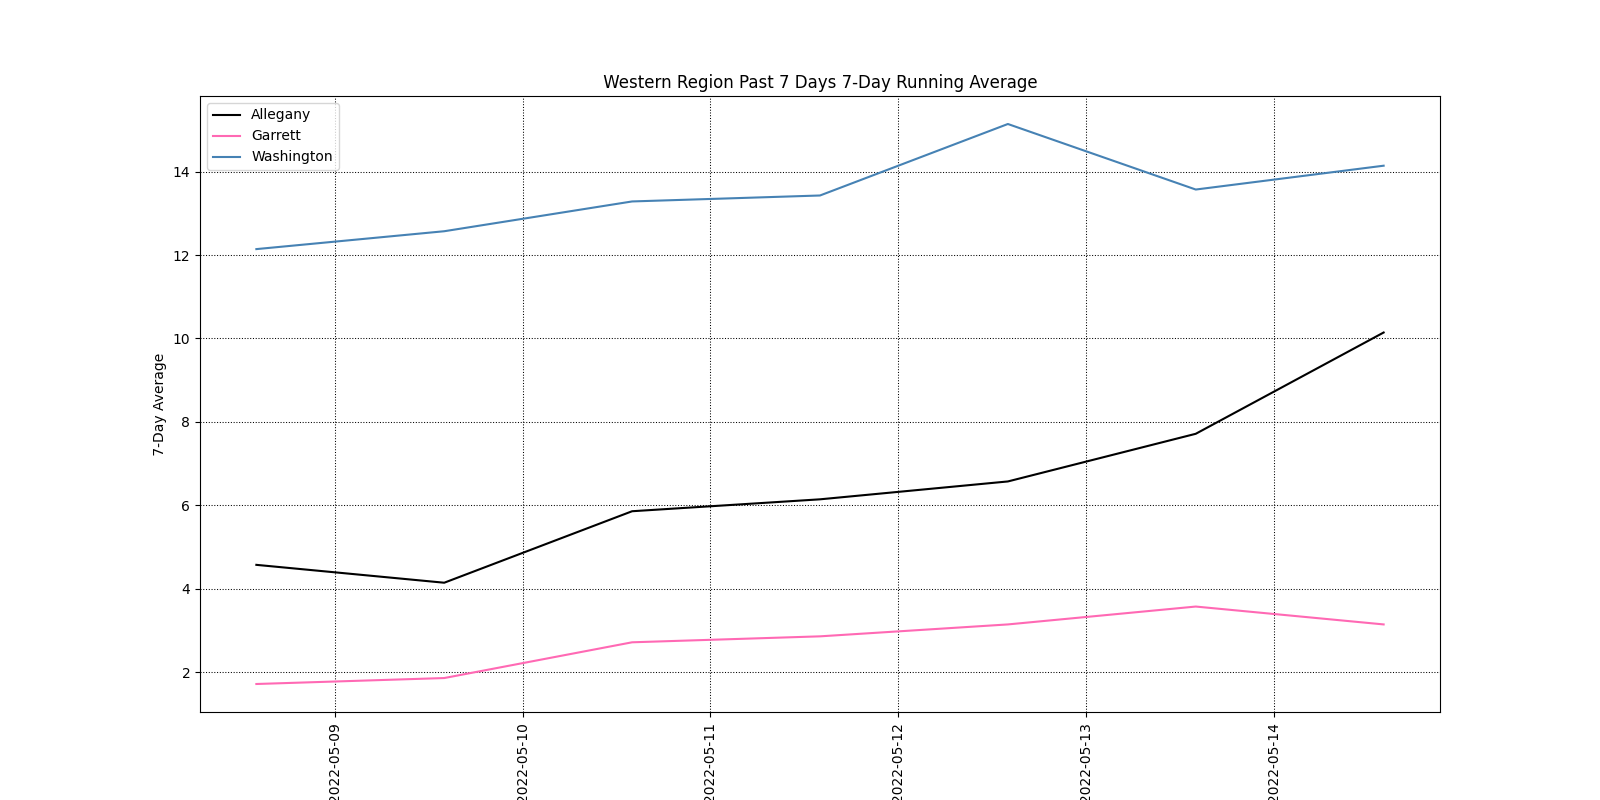 Western Region Past 7 Days 7-Day Running Average
Allegany
Garrett
Washington
14
12
10
8
6
4
2
7-Day Average
2022-05-09
2022-05-10
2022-05-11
2022-05-12
2022-05-13
2022-05-14